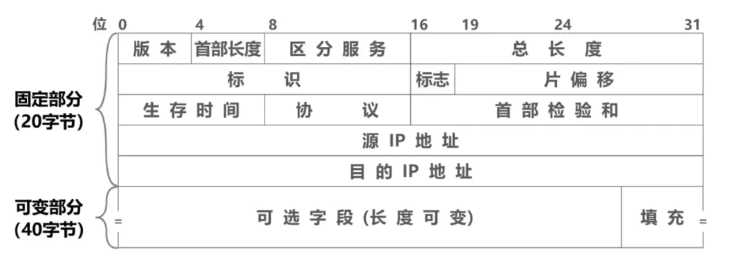 位 0 4 8 16 19 24 31
版本 首部长度 区分服务 总长度
标识 标志 片偏移
固定部分
(20字节)
生存时间 协议 首部检验和
源 IP 地址
目的 IP 地址
可变部分
(40字节)
= 可选字段 (长度可变) 填充 =